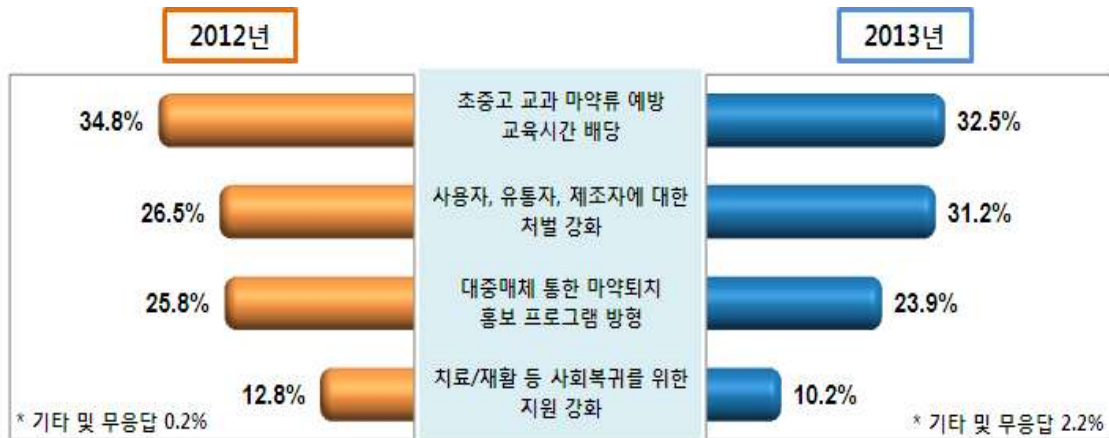 2012년
2013년
34.8%
초중고 교과 마약류 예방
교육시간 배당
32.5%
26.5%
사용자, 유통자, 제조자에 대한
처벌 강화
31.2%
25.8%
대중매체 통한 마약퇴치
홍보 프로그램 방형
23.9%
12.8%
치료/재활 등 사회복귀를 위한
지원 강화
10.2%
* 기타 및 무응답 0.2%
* 기타 및 무응답 2.2%